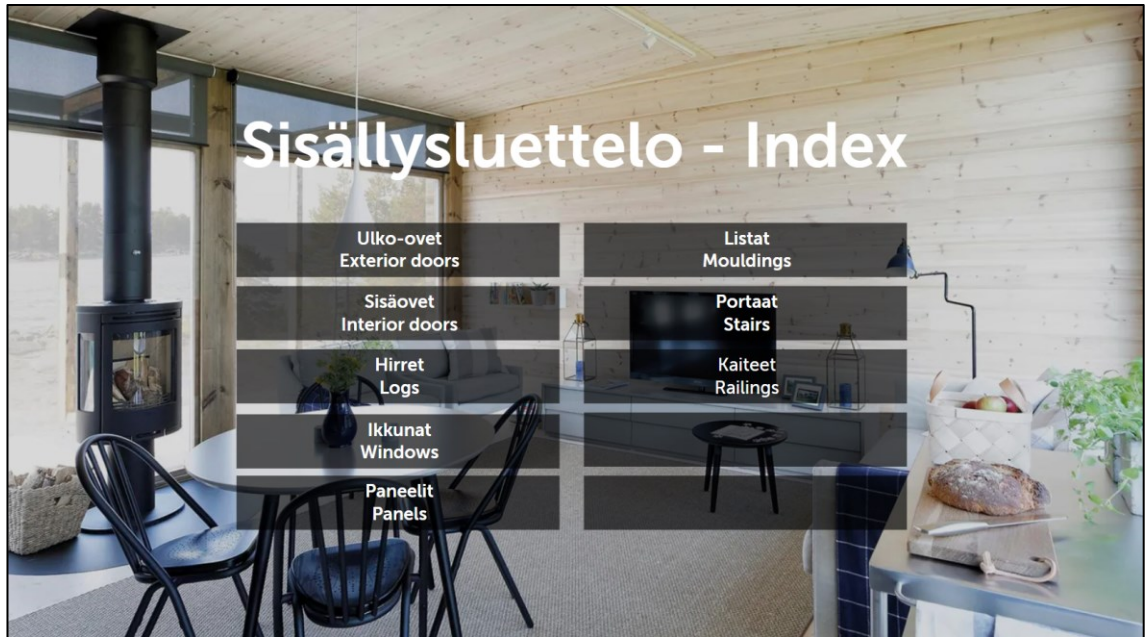 Sisällysluettelo - Index
Ulko-ovet
Exterior doors
Sisäovet
Interior doors
Hirret
Logs
Ikkunat
Windows
Paneelit
Panels
Listat
Mouldings
Portaat
Stairs
Kaiteet
Railings